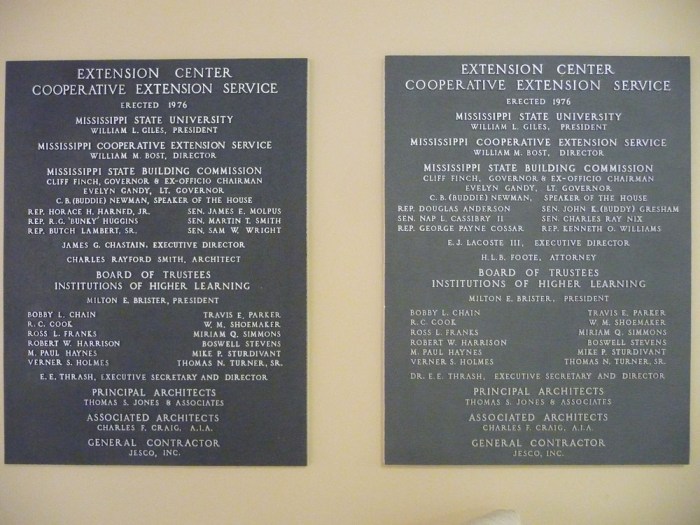 EXTENSION CENTER
COOPERATIVE EXTENSION SERVICE
ERECTED 1976
MISSISSIPPI STATE UNIVERSITY
WILLIAM L. GILES, PRESIDENT
MISSISSIPPI COOPERATIVE EXTENSION SERVICE
WILLIAM M. BOST, DIRECTOR
MISSISSIPPI STATE BUILDING COMMISSION
CLIFF FINCH, GOVERNOR & EX-OFFICIO CHAIRMAN
EVELYN GANDY, LT. GOVERNOR
C.B. (BUDDIE) NEWMAN, SPEAKER OF THE HOUSE
REP. HORACE H. HARNED, JR. SEN. JAMES E. MOLPUS
REP. R.G. "BUNKY" HUGGINS SEN. MARTIN T. SMITH
REP. BUTCH LAMBERT, SR. SEN. SAM W. WRIGHT
JAMES G. CHASTAIN, EXECUTIVE DIRECTOR
CHARLES RAYFORD SMITH, ARCHITECT
BOARD OF TRUSTEES
INSTITUTIONS OF HIGHER LEARNING
MILTON E. BRISTER, PRESIDENT
BOBBY L. CHAIN TRAVIS E. PARKER
R. C. COOK W. M. SHOEMAKER
ROSS L. FRANKS MIRIAM Q. SIMMONS
ROBERT W. HARRISON BOSWELL STEVENS
M. PAUL HAYNES MIKE P. STURDIVANT
VERNER S. HOLMES THOMAS N. TURNER, SR.
E. E. THRASH, EXECUTIVE SECRETARY AND DIRECTOR
PRINCIPAL ARCHITECTS
THOMAS S. JONES & ASSOCIATES
ASSOCIATED ARCHITECTS
CHARLES F. CRAIG, A.I.A.
GENERAL CONTRACTOR
JESCO, INC.
EXTENSION CENTER
COOPERATIVE EXTENSION SERVICE
ERECTED 1976
MISSISSIPPI STATE UNIVERSITY
WILLIAM L. GILES, PRESIDENT
MISSISSIPPI COOPERATIVE EXTENSION SERVICE
WILLIAM M. BOST, DIRECTOR
MISSISSIPPI STATE BUILDING COMMISSION
CLIFF FINCH, GOVERNOR & EX-OFFICIO CHAIRMAN
EVELYN GANDY, LT. GOVERNOR
C.B. (BUDDIE) NEWMAN, SPEAKER OF THE HOUSE
REP. DOUGLAS ANDERSON SEN. JOHN K. (BUDDY) GRESHAM
SEN. NAP L. CASSIBRY II SEN. CHARLES RAY NIX
REP. GEORGE PAYNE COSSAR REP. KENNETH O. WILLIAMS
E.J. LACOSTE III, EXECUTIVE DIRECTOR
H.L.B. FOOTE, ATTORNEY
BOARD OF TRUSTEES
INSTITUTIONS OF HIGHER LEARNING
MILTON E. BRISTER, PRESIDENT
BOBBY L. CHAIN TRAVIS E. PARKER
R. C. COOK W. M. SHOEMAKER
ROSS L. FRANKS MIRIAM Q. SIMMONS
ROBERT W. HARRISON BOSWELL STEVENS
M. PAUL HAYNES MIKE P. STURDIVANT
VERNER S. HOLMES THOMAS N. TURNER, SR.
DR. E. E. THRASH, EXECUTIVE SECRETARY AND DIRECTOR
PRINCIPAL ARCHITECTS
THOMAS S. JONES & ASSOCIATES
ASSOCIATED ARCHITECTS
CHARLES F. CRAIG, A.I.A.
GENERAL CONTRACTOR
JESCO, INC.